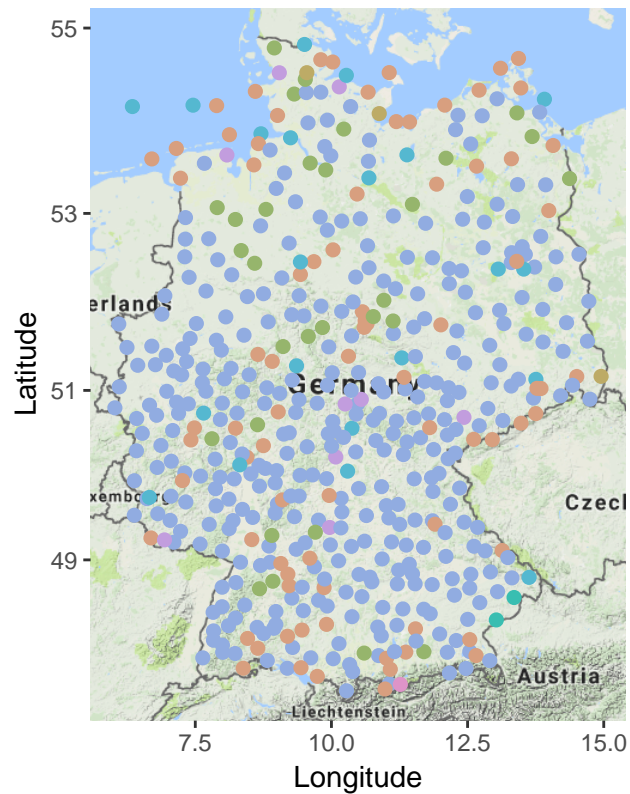 55
53
erlands
51
Germany
xembourg
Czech
49
Austria
Liechtenstein
7.5 10.0 12.5 15.0
Longitude
Latitude